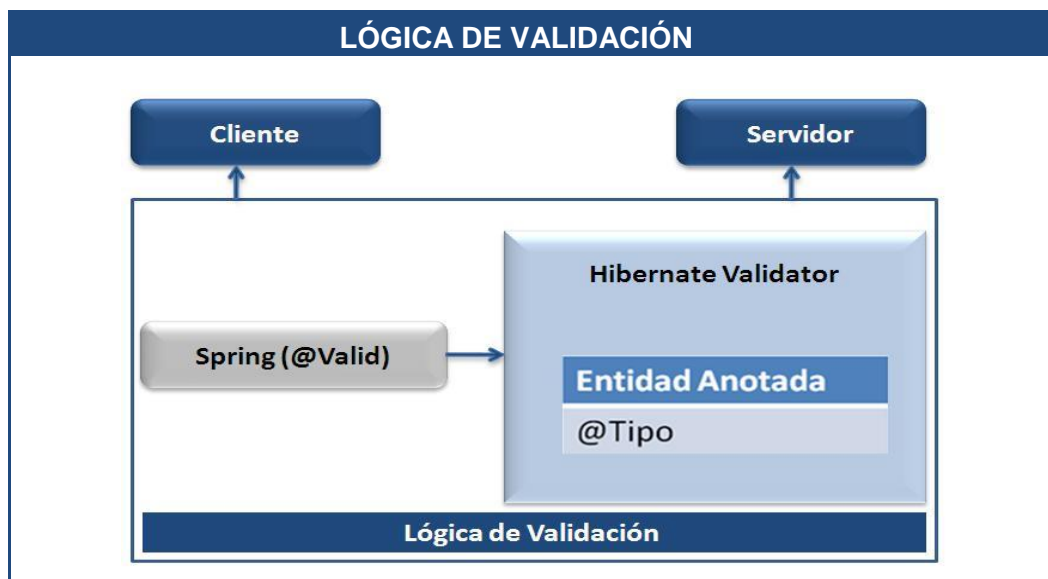 LÓGICA DE VALIDACIÓN
Cliente
Servidor
Hibernate Validator
Spring (@Valid)
Entidad Anotada
@Tipo
Lógica de Validación